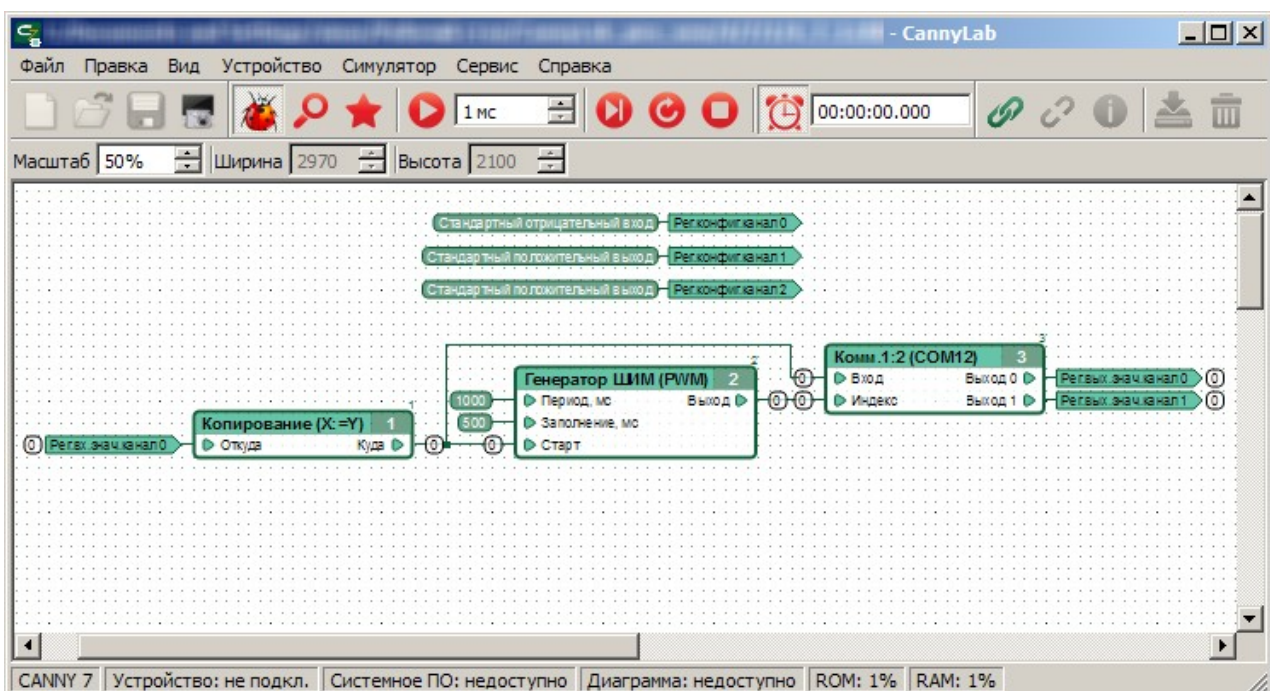 - CannyLab
Файл Правка Вид Устройство Симулятор Сервис Справка
1 мс 00:00:00.000
Масштаб 50% Ширина 2970 Высота 2100
Стандартный отрицательный вход Рег.конфиг.канал 0
Стандартный положительный выход Рег.конфиг.канал 1
Стандартный положительный выход Рег.конфиг.канал 2
0 Рег.вх.знач.канал 0
1
Копирование (X:=Y) 1
Откуда Куда
0 0
1000
500
2
Генератор ШИМ (PWM) 2
Период, мс Выход
Заполнение, мс
Старт
0 0 0
3
Комм.1:2 (COM12) 3
Вход Выход 0
Индекс Выход 1
Рег.вых.знач.канал 0 0
Рег.вых.знач.канал 1 0
CANNY 7 Устройство: не подкл. Системное ПО: недоступно Диаграмма: недоступно ROM: 1% RAM: 1%